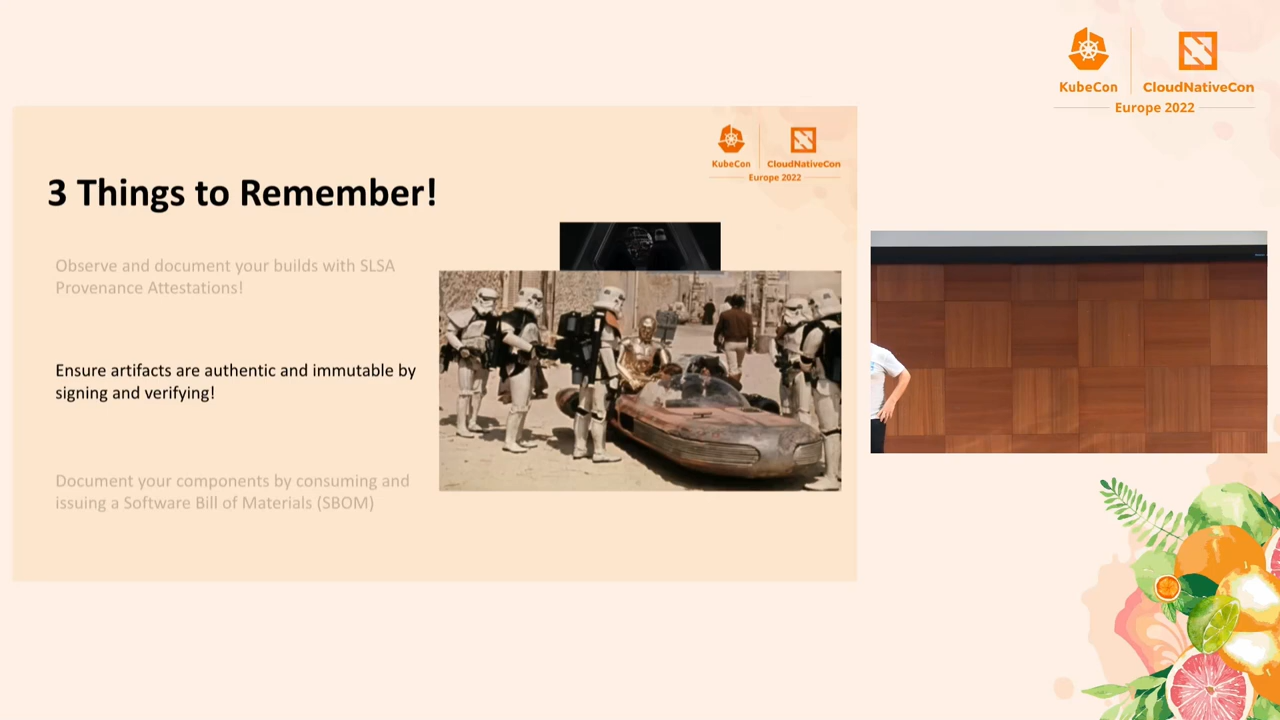 KubeCon
CloudNativeCon
Europe 2022
KubeCon
CloudNativeCon
Europe 2022
3 Things to Remember!
Observe and document your builds with SLSA
Provenance Attestations!
Ensure artifacts are authentic and immutable by
signing and verifying!
Document your components by consuming and
issuing a Software Bill of Materials (SBOM)